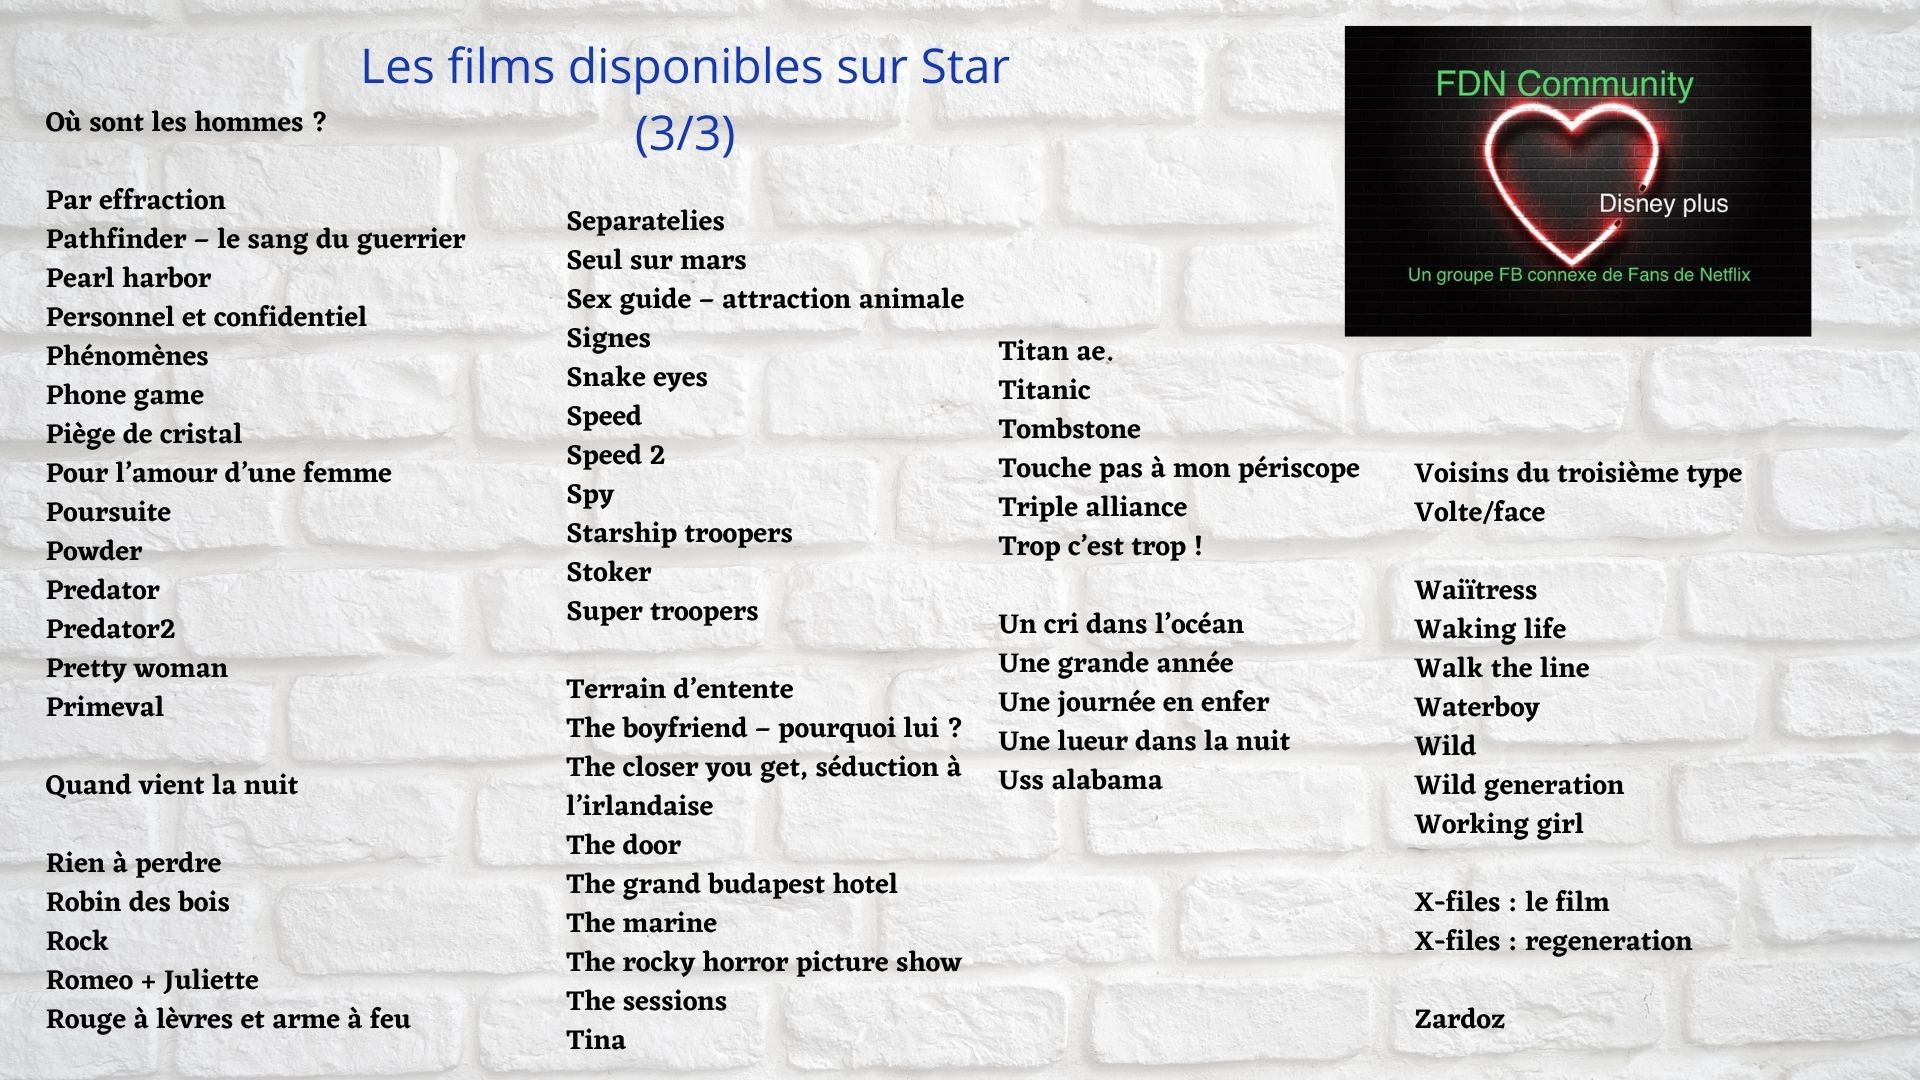 Les films disponibles sur Star
(3/3)
Où sont les hommes ?
Par effraction
Pathfinder – le sang du guerrier
Pearl harbor
Personnel et confidentiel
Phénomènes
Phone game
Piège de cristal
Pour l’amour d’une femme
Poursuite
Powder
Predator
Predator2
Pretty woman
Primeval
Quand vient la nuit
Rien à perdre
Robin des bois
Rock
Romeo + Juliette
Rouge à lèvres et arme à feu
Separatelies
Seul sur mars
Sex guide – attraction animale
Signes
Snake eyes
Speed
Speed 2
Spy
Starship troopers
Stoker
Super troopers
Terrain d’entente
The boyfriend – pourquoi lui ?
The closer you get, séduction à
l’irlandaise
The door
The grand budapest hotel
The marine
The rocky horror picture show
The sessions
Tina
Titan ae.
Titanic
Tombstone
Touche pas à mon périscope
Triple alliance
Trop c’est trop !
Un cri dans l’océan
Une grande année
Une journée en enfer
Une lueur dans la nuit
Uss alabama
FDN Community
Disney plus
Un groupe FB connexe de Fans de Netflix
Voisins du troisième type
Volte/face
Waiïtress
Waking life
Walk the line
Waterboy
Wild
Wild generation
Working girl
X-files : le film
X-files : regeneration
Zardoz